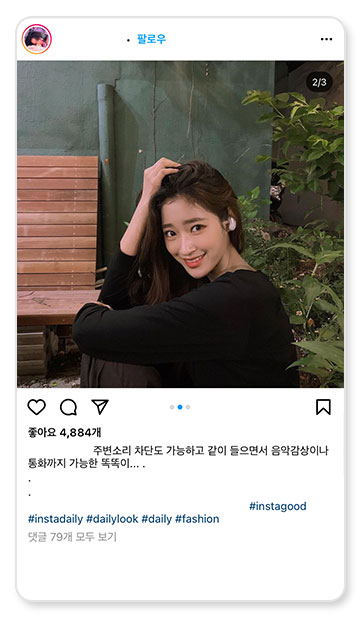 • 팔로우
2/3
좋아요 4,884개
주변소리 차단도 가능하고 같이 들으면서 음악감상이나
통화까지 가능한 똑똑이... .
.
.
#instagood
#instadaily #dailylook #daily #fashion
댓글 79개 모두 보기